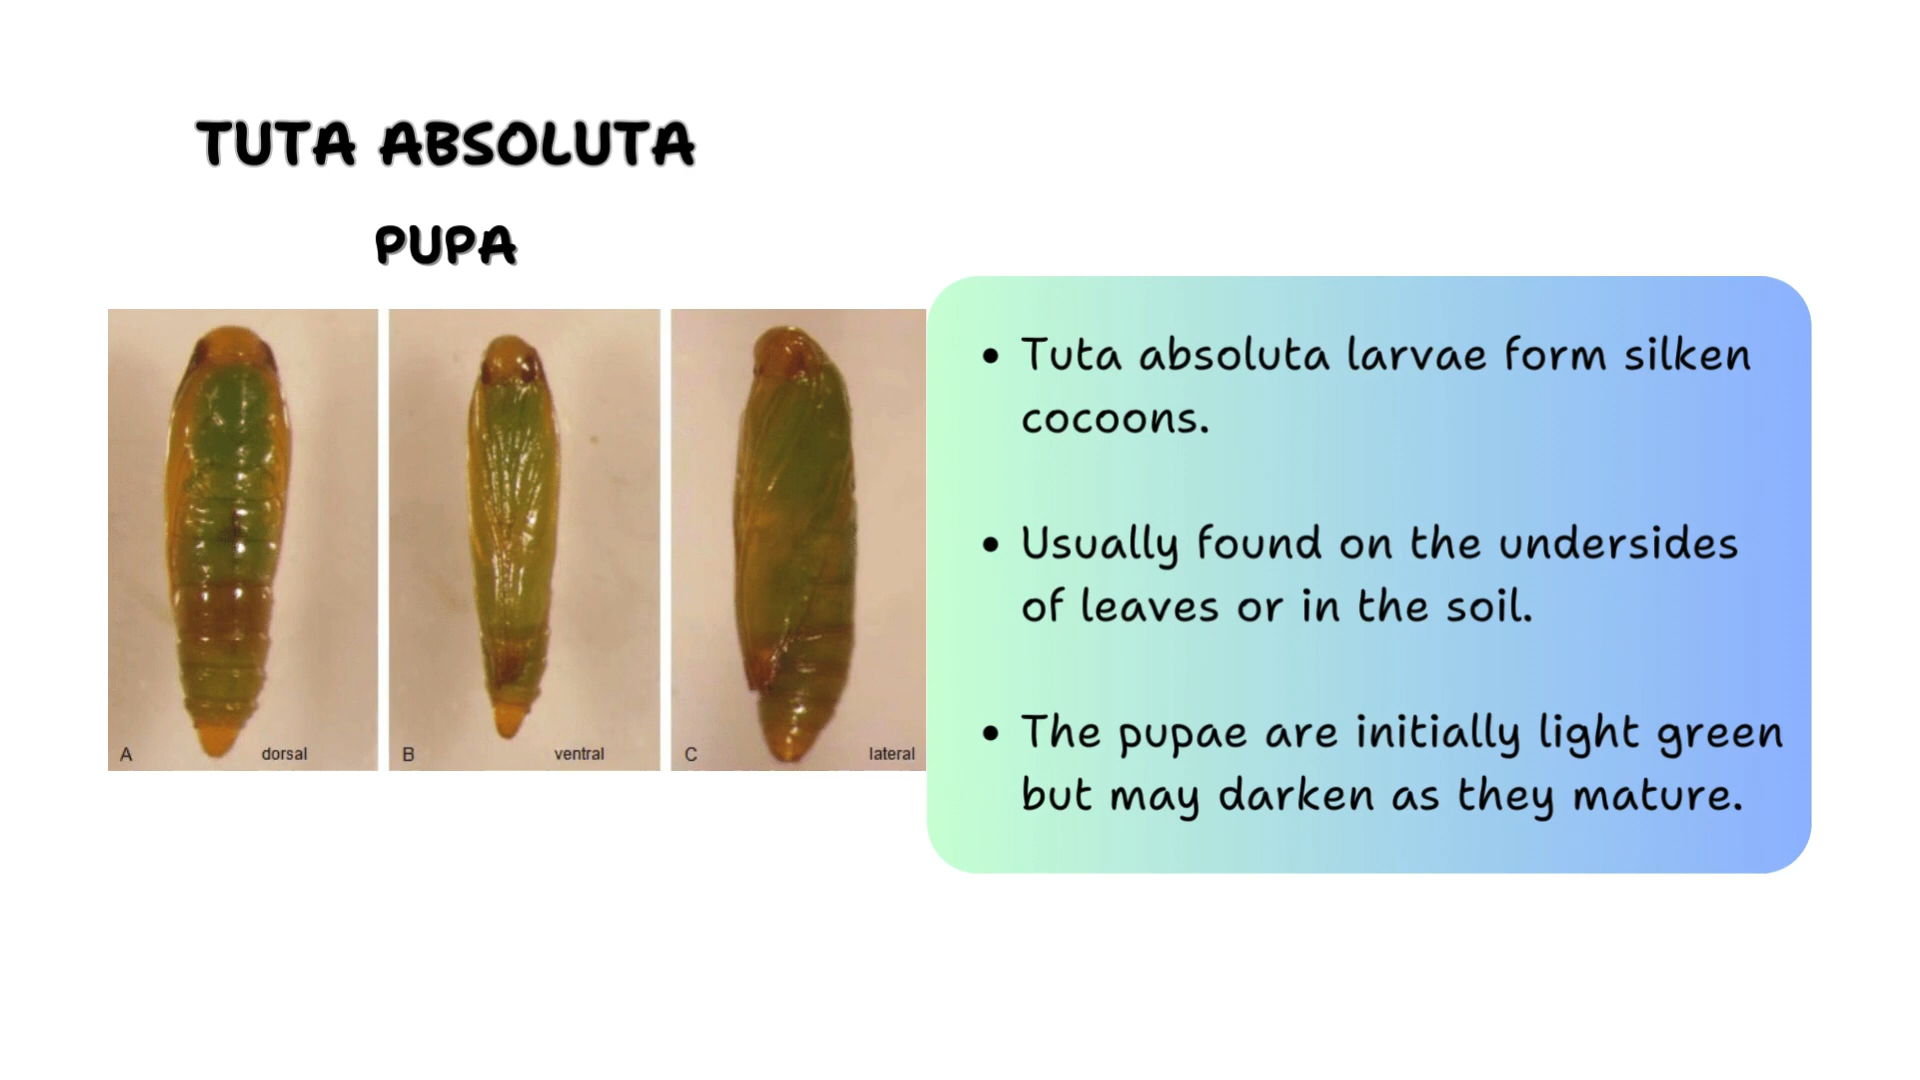 TUTA ABSOLUTA
PUPA
A dorsal
B ventral
C lateral
• Tuta absoluta larvae form silken
cocoons.
• Usually found on the undersides
of leaves or in the soil.
• The pupae are initially light green
but may darken as they mature.